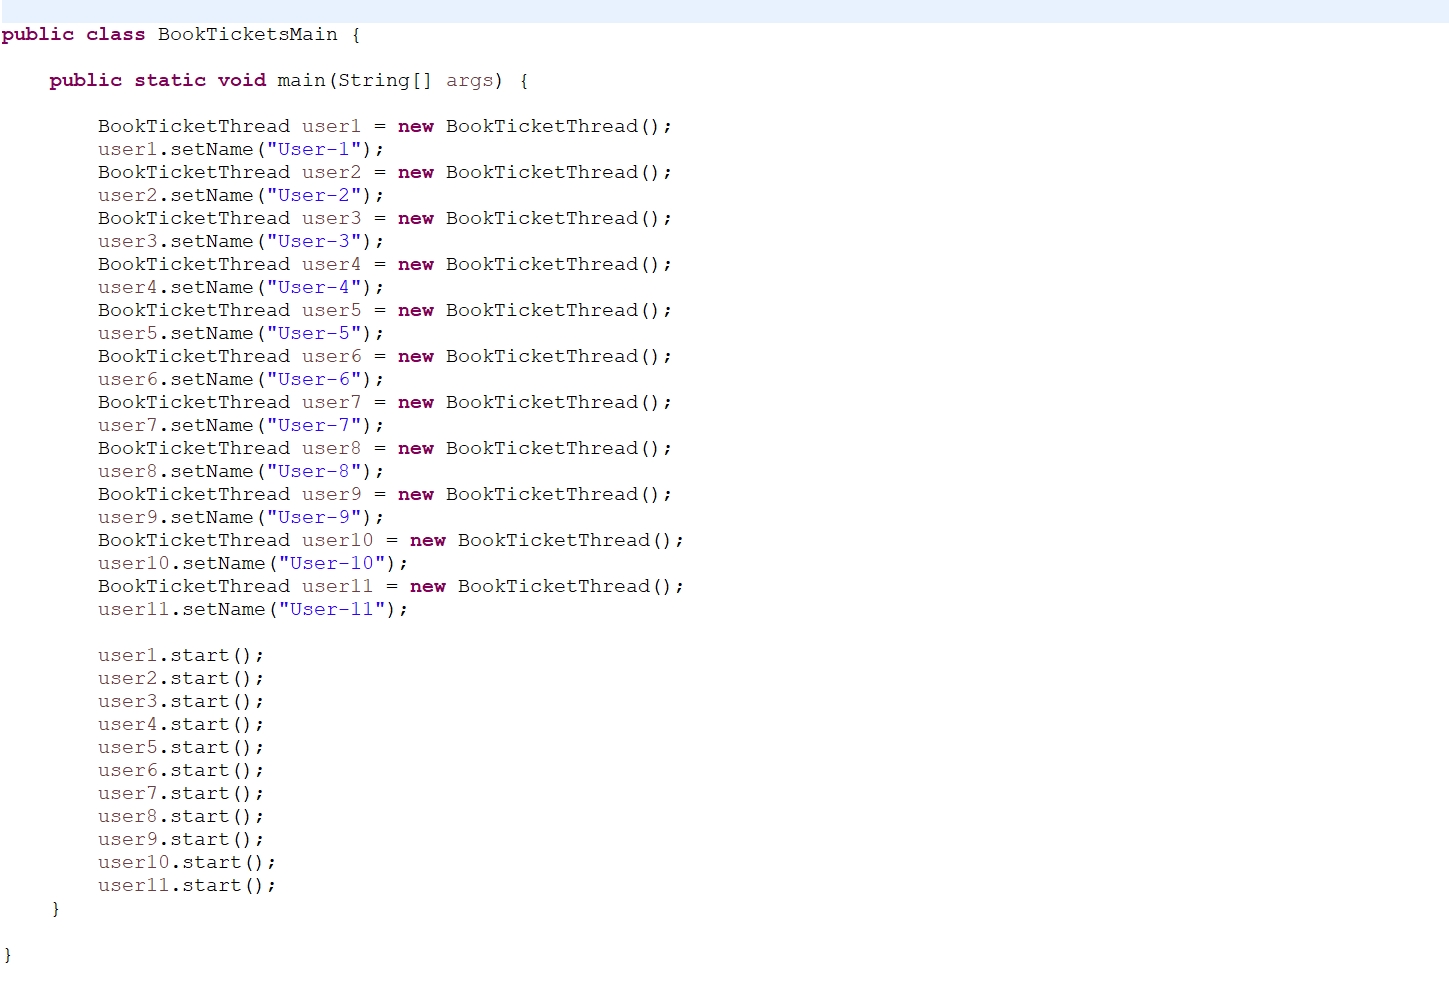 public class BookTicketsMain {
public static void main(String[] args) {
BookTicketThread user1 = new BookTicketThread();
user1.setName("User-1");
BookTicketThread user2 = new BookTicketThread();
user2.setName("User-2");
BookTicketThread user3 = new BookTicketThread();
user3.setName("User-3");
BookTicketThread user4 = new BookTicketThread();
user4.setName("User-4");
BookTicketThread user5 = new BookTicketThread();
user5.setName("User-5");
BookTicketThread user6 = new BookTicketThread();
user6.setName("User-6");
BookTicketThread user7 = new BookTicketThread();
user7.setName("User-7");
BookTicketThread user8 = new BookTicketThread();
user8.setName("User-8");
BookTicketThread user9 = new BookTicketThread();
user9.setName("User-9");
BookTicketThread user10 = new BookTicketThread();
user10.setName("User-10");
BookTicketThread user11 = new BookTicketThread();
user11.setName("User-11");
user1.start();
user2.start();
user3.start();
user4.start();
user5.start();
user6.start();
user7.start();
user8.start();
user9.start();
user10.start();
user11.start();
}
}